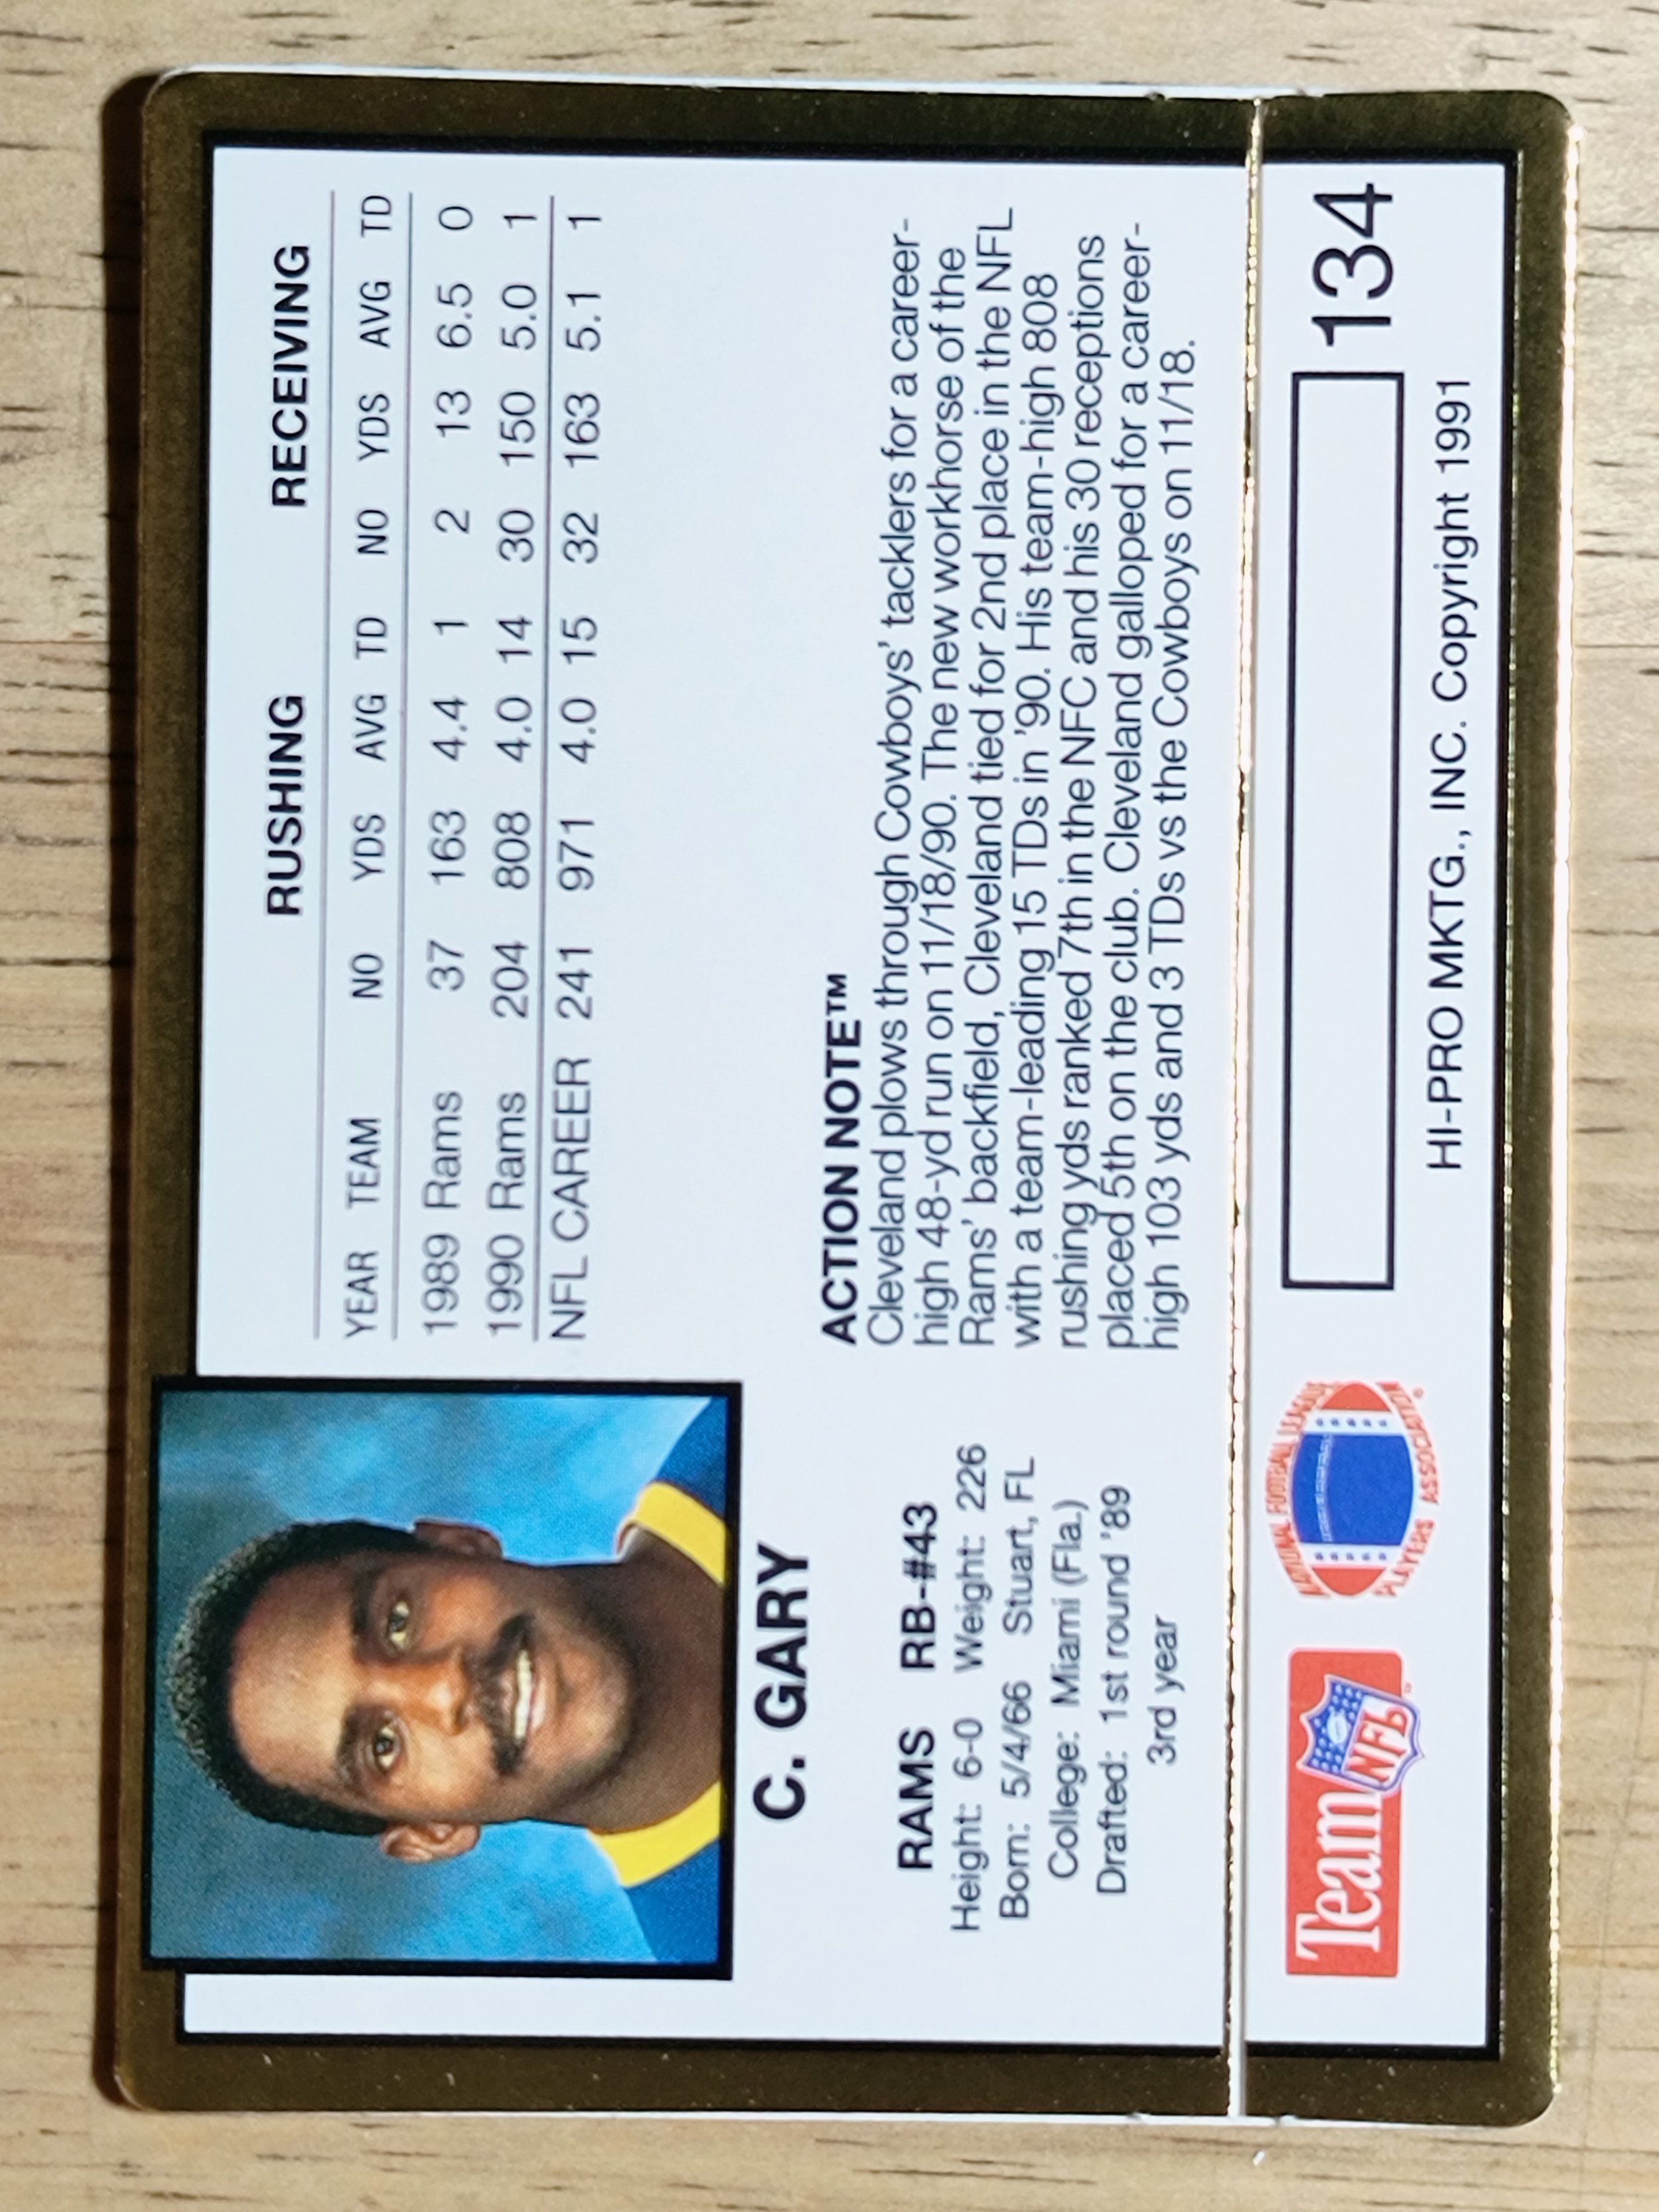 RUSHING RECEIVING
YEAR TEAM NO YDS AVG TD NO YDS AVG TD
1989 Rams 37 163 4.4 1 2 13 6.5 0
1990 Rams 204 808 4.0 14 30 150 5.0 1
NFL CAREER 241 971 4.0 15 32 163 5.1 1
C. GARY
RAMS RB-#43
Height: 6-0 Weight: 226
Born: 5/4/66 Stuart, FL
College: Miami (Fla.)
Drafted: 1st round '89
3rd year
ACTION NOTE™
Cleveland plows through Cowboys' tacklers for a career-
high 48-yd run on 11/18/90. The new workhorse of the
Rams' backfield, Cleveland tied for 2nd place in the NFL
with a team-leading 15 TDs in '90. His team-high 808
rushing yds ranked 7th in the NFC and his 30 receptions
placed 5th on the club. Cleveland galloped for a career-
high 103 yds and 3 TDs vs the Cowboys on 11/18.
Team NFL™
NATIONAL FOOTBALL LEAGUE
PLAYERS ASSOCIATION®
134
HI-PRO MKTG., INC. Copyright 1991